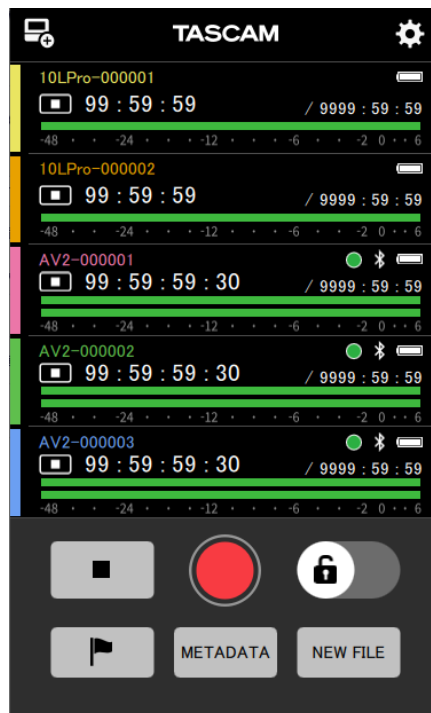 TASCAM
10LPro-000001
99 : 59 : 59
/ 9999 : 59 : 59
-48 · · -24 · · -12 · · · -6 · · -2 0 · · 6
10LPro-000002
99 : 59 : 59
/ 9999 : 59 : 59
-48 · · -24 · · -12 · · · -6 · · -2 0 · · 6
AV2-000001
99 : 59 : 59 : 30
/ 9999 : 59 : 59
-48 · · -24 · · -12 · · · -6 · · -2 0 · · 6
AV2-000002
99 : 59 : 59 : 30
/ 9999 : 59 : 59
-48 · · -24 · · -12 · · · -6 · · -2 0 · · 6
AV2-000003
99 : 59 : 59 : 30
/ 9999 : 59 : 59
-48 · · -24 · · -12 · · · -6 · · -2 0 · · 6
METADATA
NEW FILE